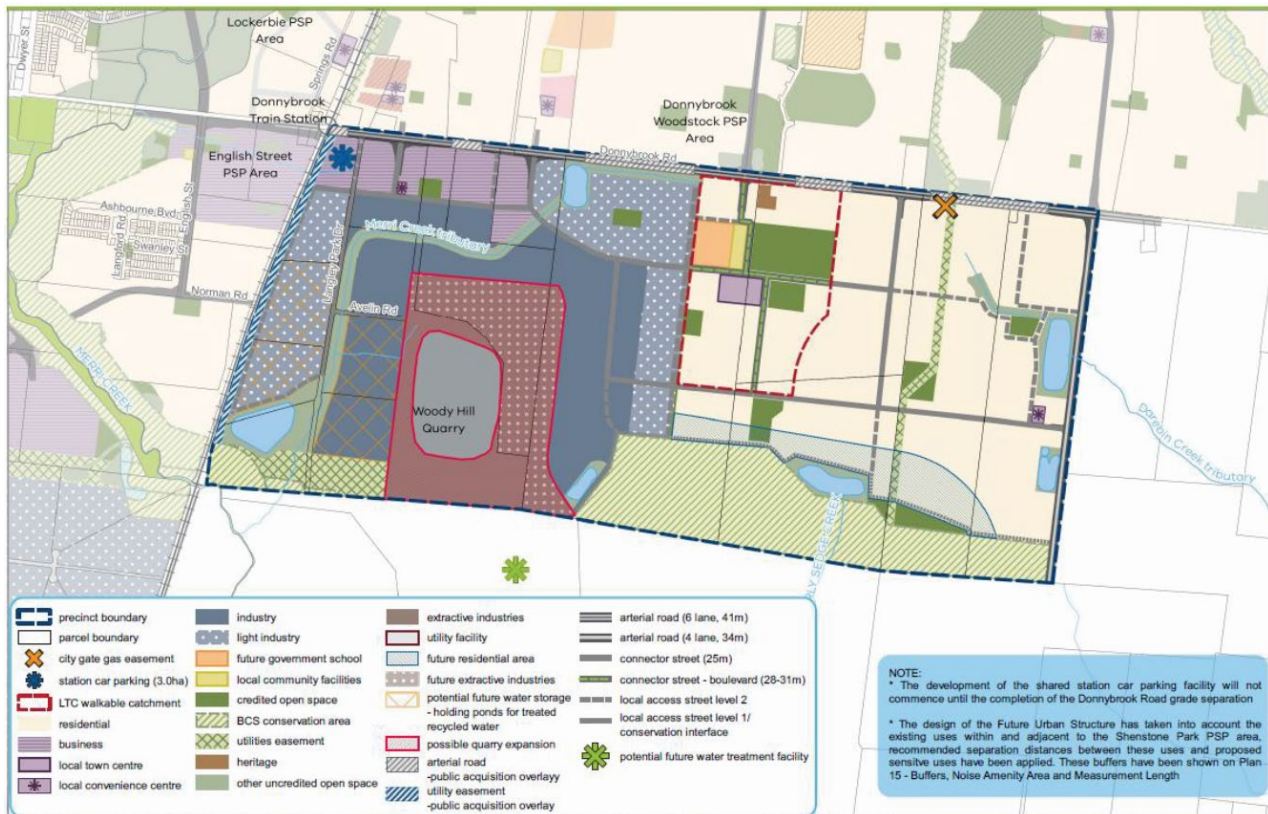 Lockerbie PSP
Area
Dwyer St
Springs Rd
Donnybrook
Train Station
Donnybrook
Woodstock PSP
Area
English Street
PSP Area
Donnybrook Rd
Ashbourne Bvd
Langford Rd
Swanley
English St
Merri Creek tributary
Langley Park Dr
Norman Rd
Avelin Rd
MERRI CREEK
Woody Hill
Quarry
Darebin Creek tributary
RLY SEDGE CREEK
precinct boundary
parcel boundary
city gate gas easement
station car parking (3.0ha)
LTC walkable catchment
residential
business
local town centre
local convenience centre
industry
light industry
future government school
local community facilities
credited open space
BCS conservation area
utilities easement
heritage
other uncredited open space
extractive industries
utility facility
future residential area
future extractive industries
potential future water storage
- holding ponds for treated
recycled water
possible quarry expansion
arterial road
-public acquisition overlayy
utility easement
-public acquisition overlay
arterial road (6 lane, 41m)
arterial road (4 lane, 34m)
connector street (25m)
connector street - boulevard (28-31m)
local access street level 2
local access street level 1/
conservation interface
potential future water treatment facility
NOTE:
* The development of the shared station car parking facility will not
commence until the completion of the Donnybrook Road grade separation
* The design of the Future Urban Structure has taken into account the
existing uses within and adjacent to the Shenstone Park PSP area,
recommended separation distances between these uses and proposed
sensitve uses have been applied. These buffers have been shown on Plan
15 - Buffers, Noise Amenity Area and Measurement Length